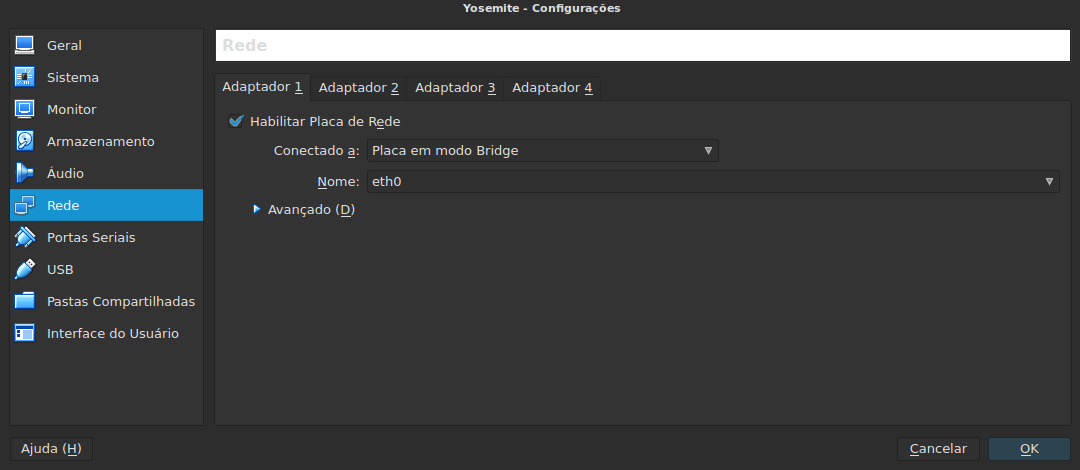 Yosemite - Configurações
Geral
Sistema
Monitor
Armazenamento
Áudio
Rede
Portas Seriais
USB
Pastas Compartilhadas
Interface do Usuário
Rede
Adaptador 1 Adaptador 2 Adaptador 3 Adaptador 4
Habilitar Placa de Rede
Conectado a: Placa em modo Bridge
Nome: eth0
Avançado (D)
Ajuda (H) Cancelar OK